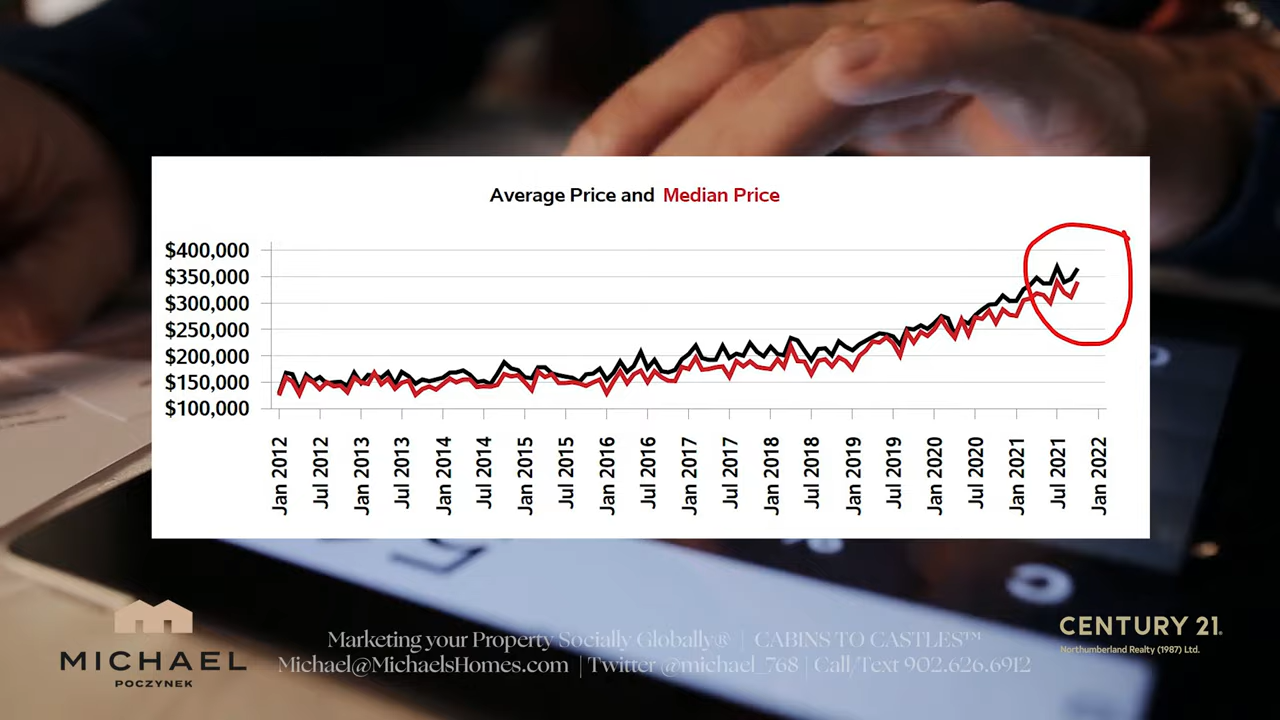 Average Price and Median Price
$400,000
$350,000
$300,000
$250,000
$200,000
$150,000
$100,000
Jan 2012
Jul 2012
Jan 2013
Jul 2013
Jan 2014
Jul 2014
Jan 2015
Jul 2015
Jan 2016
Jul 2016
Jan 2017
Jul 2017
Jan 2018
Jul 2018
Jan 2019
Jul 2019
Jan 2020
Jul 2020
Jan 2021
Jul 2021
Jan 2022
MICHAEL
POCZYNEK
Marketing your Property Socially Globally® | CABINS TO CASTLES™
Michael@MichaelsHomes.com | Twitter @michael_768 | Call/Text 902.626.6912
CENTURY 21®
Northumberland Realty (1987) Ltd.